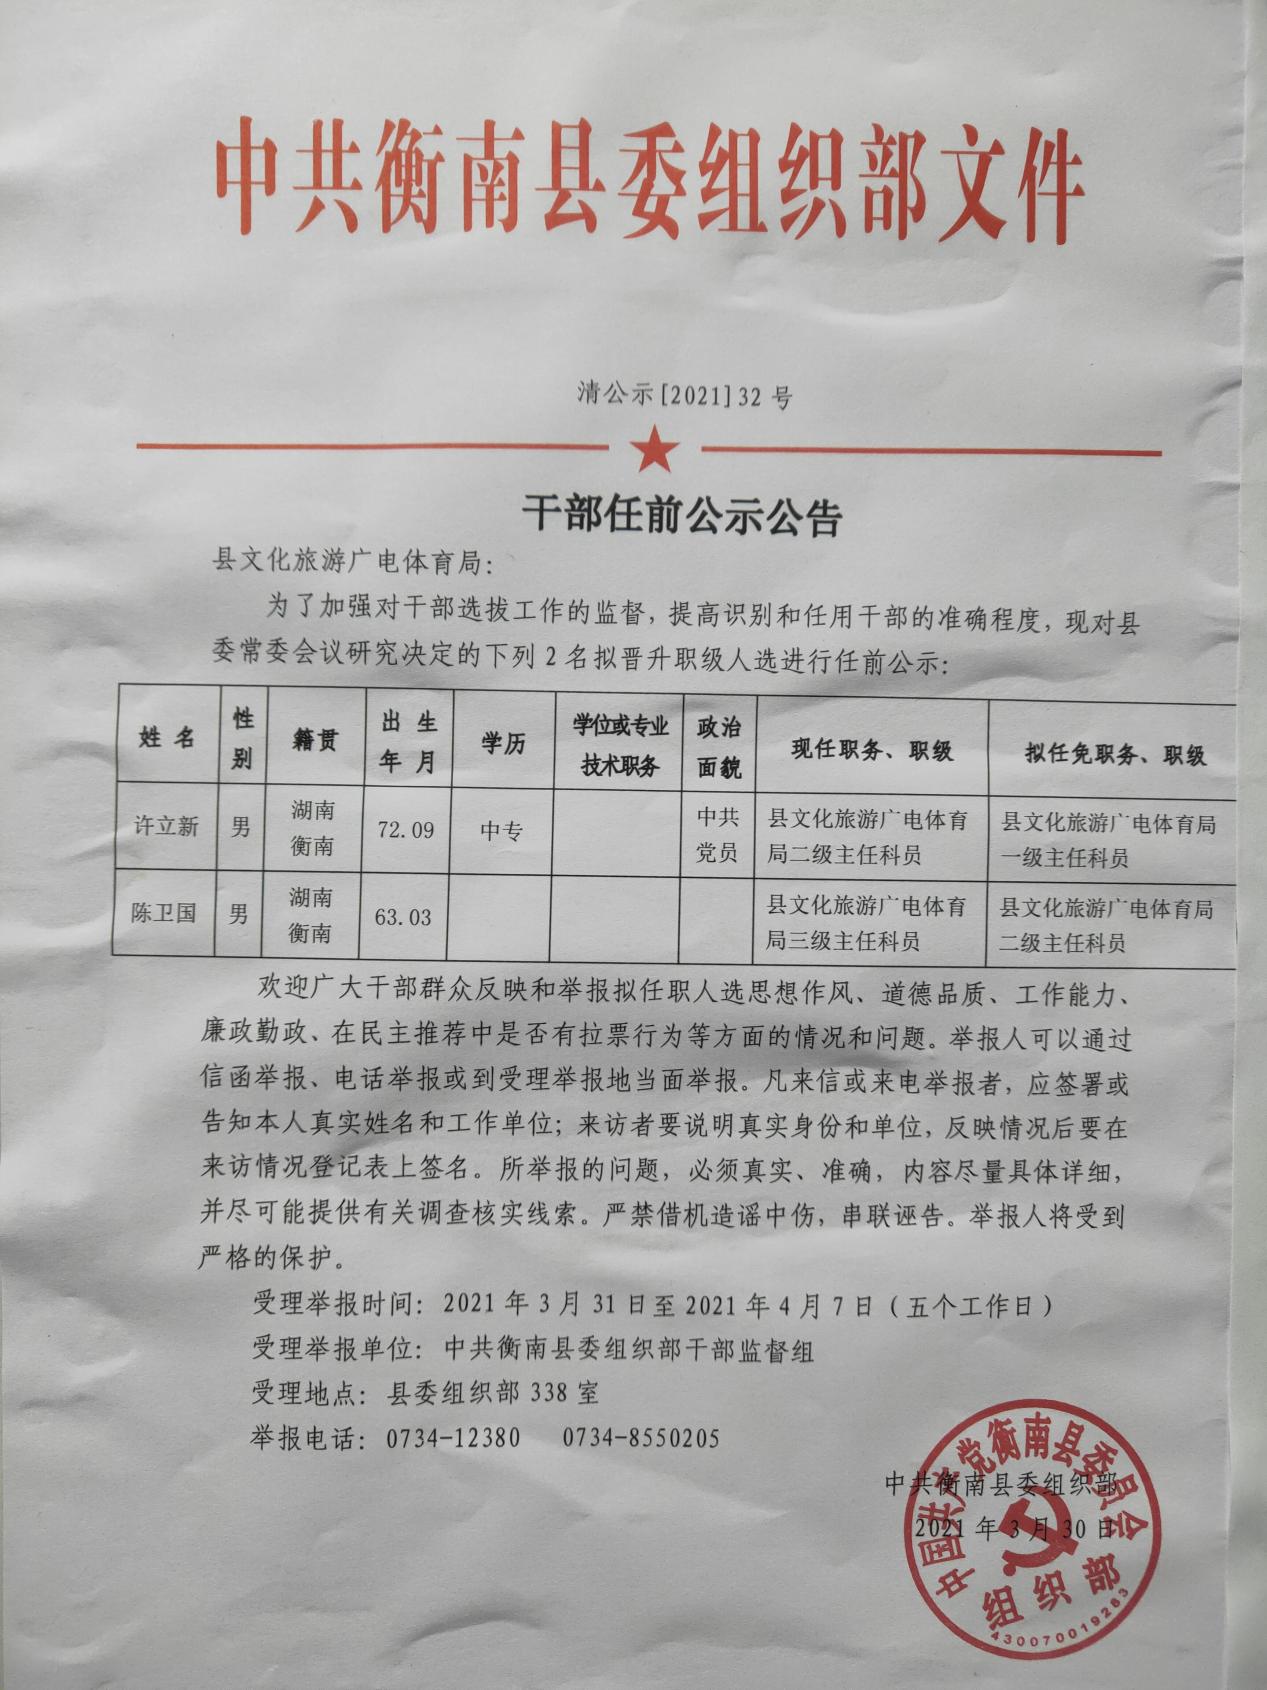 中共衡南县委组织部文件
清公示[2021]32 号
干部任前公示公告
县文化旅游广电体育局：
为了加强对干部选拔工作的监督，提高识别和任用干部的准确程度，现对县
委常委会议研究决定的下列 2 名拟晋升职级人选进行任前公示：
姓 名 性别 籍贯 出 生年 月 学历 学位或专业技术职务 政治面貌 现任职务、职级 拟任免职务、职级
许立新 男 湖南衡南 72.09 中专 中共党员 县文化旅游广电体育局二级主任科员 县文化旅游广电体育局一级主任科员
陈卫国 男 湖南衡南 63.03 县文化旅游广电体育局三级主任科员 县文化旅游广电体育局二级主任科员
欢迎广大干部群众反映和举报拟任职人选思想作风、道德品质、工作能力、
廉政勤政、在民主推荐中是否有拉票行为等方面的情况和问题。举报人可以通过
信函举报、电话举报或到受理举报地当面举报。凡来信或来电举报者，应签署或
告知本人真实姓名和工作单位；来访者要说明真实身份和单位，反映情况后要在
来访情况登记表上签名。所举报的问题，必须真实、准确，内容尽量具体详细，
并尽可能提供有关调查核实线索。严禁借机造谣中伤，串联诬告。举报人将受到
严格的保护。
受理举报时间：2021 年 3 月 31 日至 2021 年 4 月 7 日（五个工作日）
受理举报单位：中共衡南县委组织部干部监督组
受理地点：县委组织部 338 室
举报电话：0734-12380 0734-8550205
中共衡南县委组织部
2021 年 3 月 30 日
中国共产党衡南县委员会
组织部
430070019263